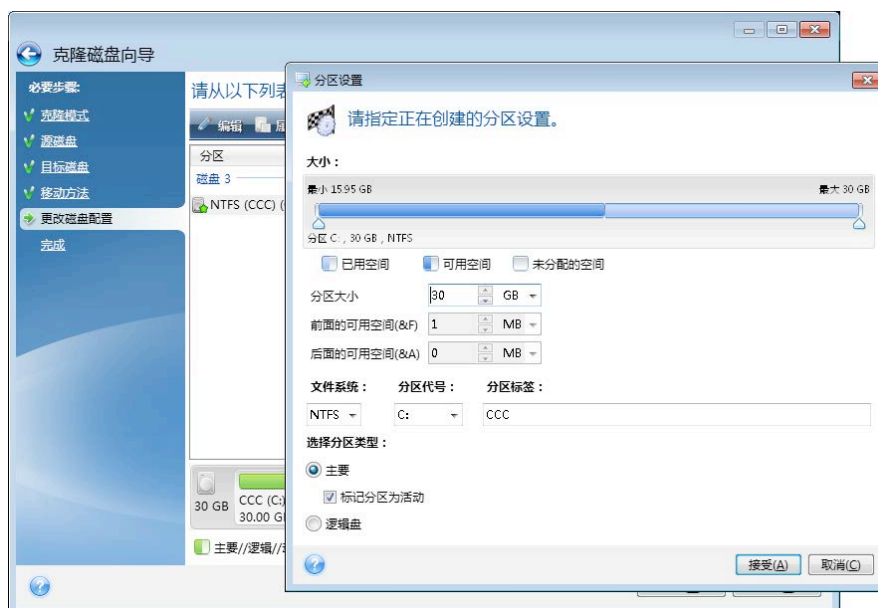 克隆磁盘向导
必要步骤:
克隆模式
源磁盘
目标磁盘
移动方法
更改磁盘配置
完成
请从以下列表
编辑
分区
磁盘 3
NTFS (CCC) (
30 GB
CCC (C:)
30.00 G
主要//逻辑//
分区设置
请指定正在创建的分区设置。
大小：
最小 15.95 GB 最大 30 GB
分区 C: , 30 GB , NTFS
已用空间 可用空间 未分配的空间
分区大小 30 GB
前面的可用空间(&F) 1 MB
后面的可用空间(&A) 0 MB
文件系统： 分区代号： 分区标签：
NTFS C: CCC
选择分区类型：
主要
标记分区为活动
逻辑盘
接受(A) 取消(C)